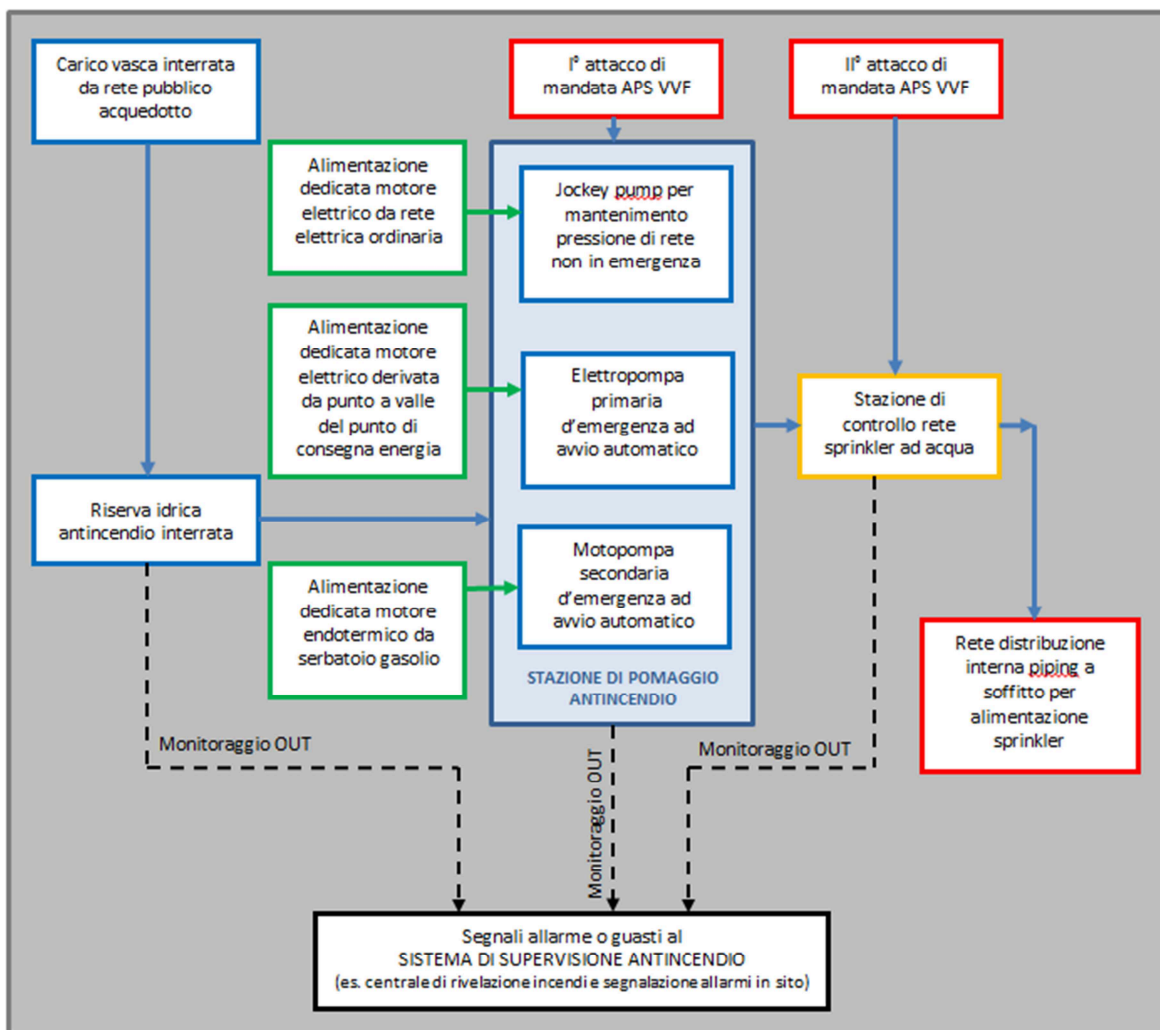 Carico vasca interrata
da rete pubblico
acquedotto
I° attacco di
mandata APS VVF
II° attacco di
mandata APS VVF
Alimentazione
dedicata motore
elettrico da rete
elettrica ordinaria
Jockey pump per
mantenimento
pressione di rete
non in emergenza
Alimentazione
dedicata motore
elettrico derivata
da punto a valle
del punto di
consegna energia
Elettropompa
primaria
d’emergenza ad
avvio automatico
Stazione di
controllo rete
sprinkler ad acqua
Riserva idrica
antincendio interrata
Motopompa
secondaria
d’emergenza ad
avvio automatico
Alimentazione
dedicata motore
endotermico da
serbatoio gasolio
STAZIONE DI POMAGGIO
ANTINCENDIO
Rete distribuzione
interna piping a
soffitto per
alimentazione
sprinkler
Monitoraggio OUT
Monitoraggio OUT
Monitoraggio OUT
Segnali allarme o guasti al
SISTEMA DI SUPERVISIONE ANTINCENDIO
(es. centrale di rivelazione incendi e segnalazione allarmi in sito)